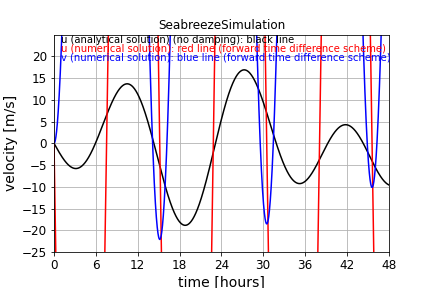 SeabreezeSimulation
u (analytical solution) (no damping): black line
u (numerical solution): red line (forward time difference scheme)
v (numerical solution): blue line (forward time difference scheme)
velocity [m/s]
20
15
10
5
0
−5
−10
−15
−20
−25
0 6 12 18 24 30 36 42 48
time [hours]